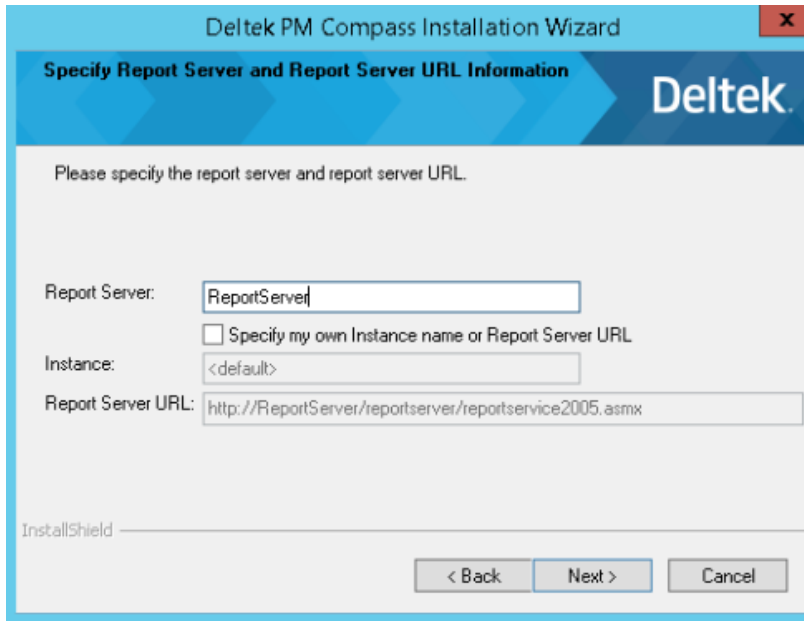 Deltek PM Compass Installation Wizard
x
Specify Report Server and Report Server URL Information
Deltek.
Please specify the report server and report server URL.
Report Server: ReportServer
Specify my own Instance name or Report Server URL
Instance: <default>
Report Server URL: http://ReportServer/reportserver/reportservice2005.asmx
InstallShield
< Back Next > Cancel